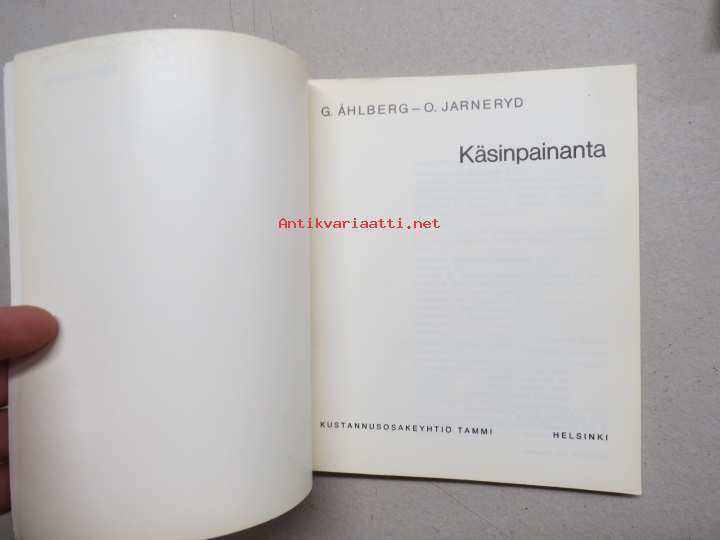 G. ÅHLBERG – O. JARNERYD
Käsinpainanta
Antikvariaatti.net
KUSTANNUSOSAKEYHTIÖ TAMMI HELSINKI